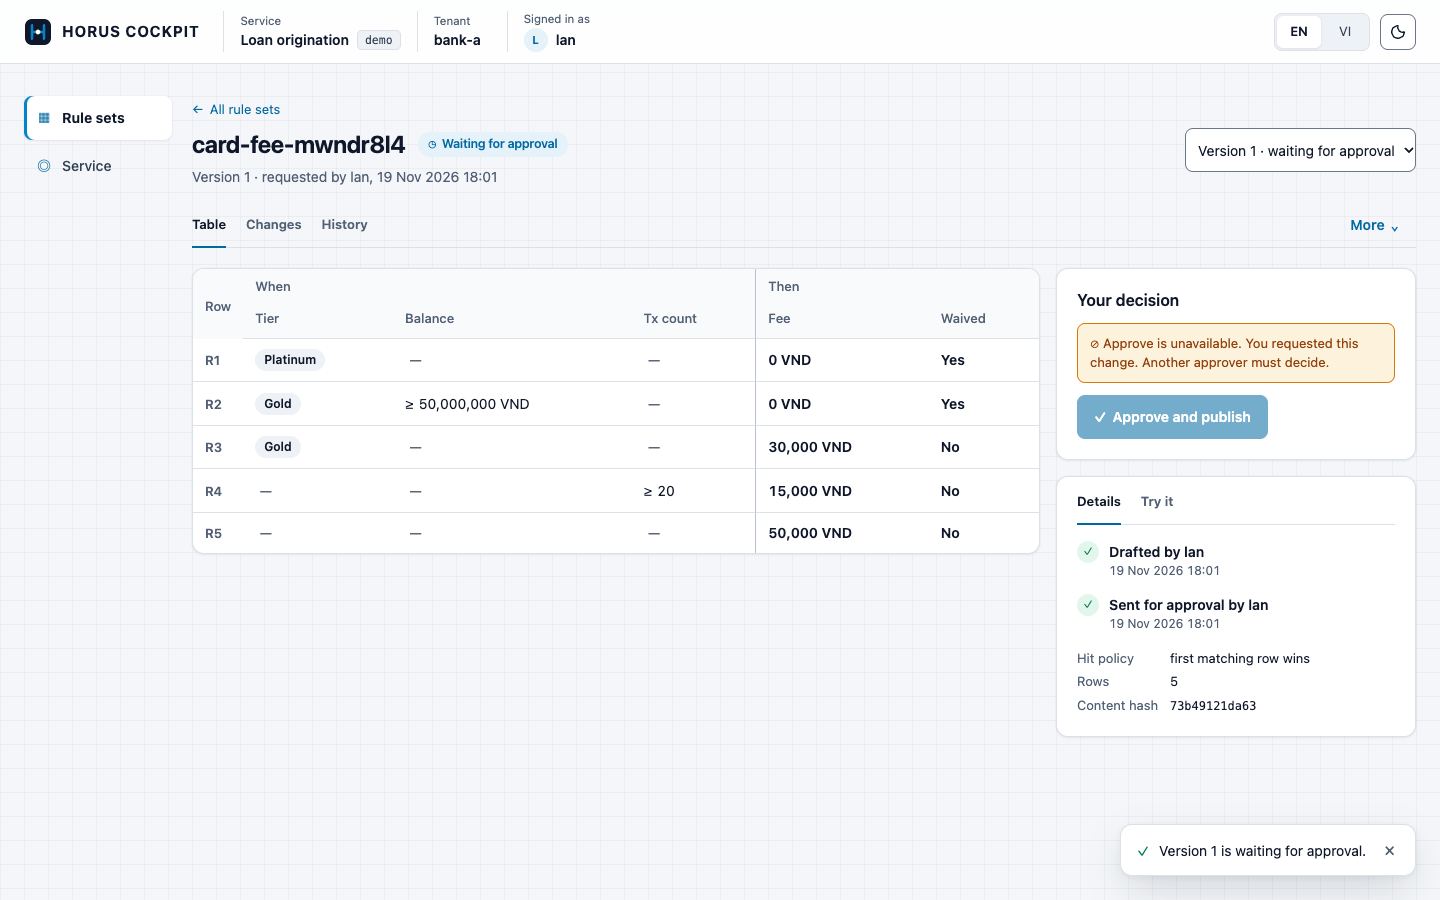 HORUS COCKPIT
Service
Loan origination demo
Tenant
bank-a
Signed in as
L lan
EN VI
Rule sets
Service
← All rule sets
card-fee-mwndr8l4 Waiting for approval
Version 1 · requested by lan, 19 Nov 2026 18:01
Version 1 · waiting for approval
Table Changes History
More
Row When Then
Tier Balance Tx count Fee Waived
R1 Platinum — — 0 VND Yes
R2 Gold ≥ 50,000,000 VND — 0 VND Yes
R3 Gold — — 30,000 VND No
R4 — — ≥ 20 15,000 VND No
R5 — — — 50,000 VND No
Your decision
⊘ Approve is unavailable. You requested this
change. Another approver must decide.
✓ Approve and publish
Details Try it
✓ Drafted by lan
19 Nov 2026 18:01
✓ Sent for approval by lan
19 Nov 2026 18:01
Hit policy first matching row wins
Rows 5
Content hash 73b49121da63
✓ Version 1 is waiting for approval. ×